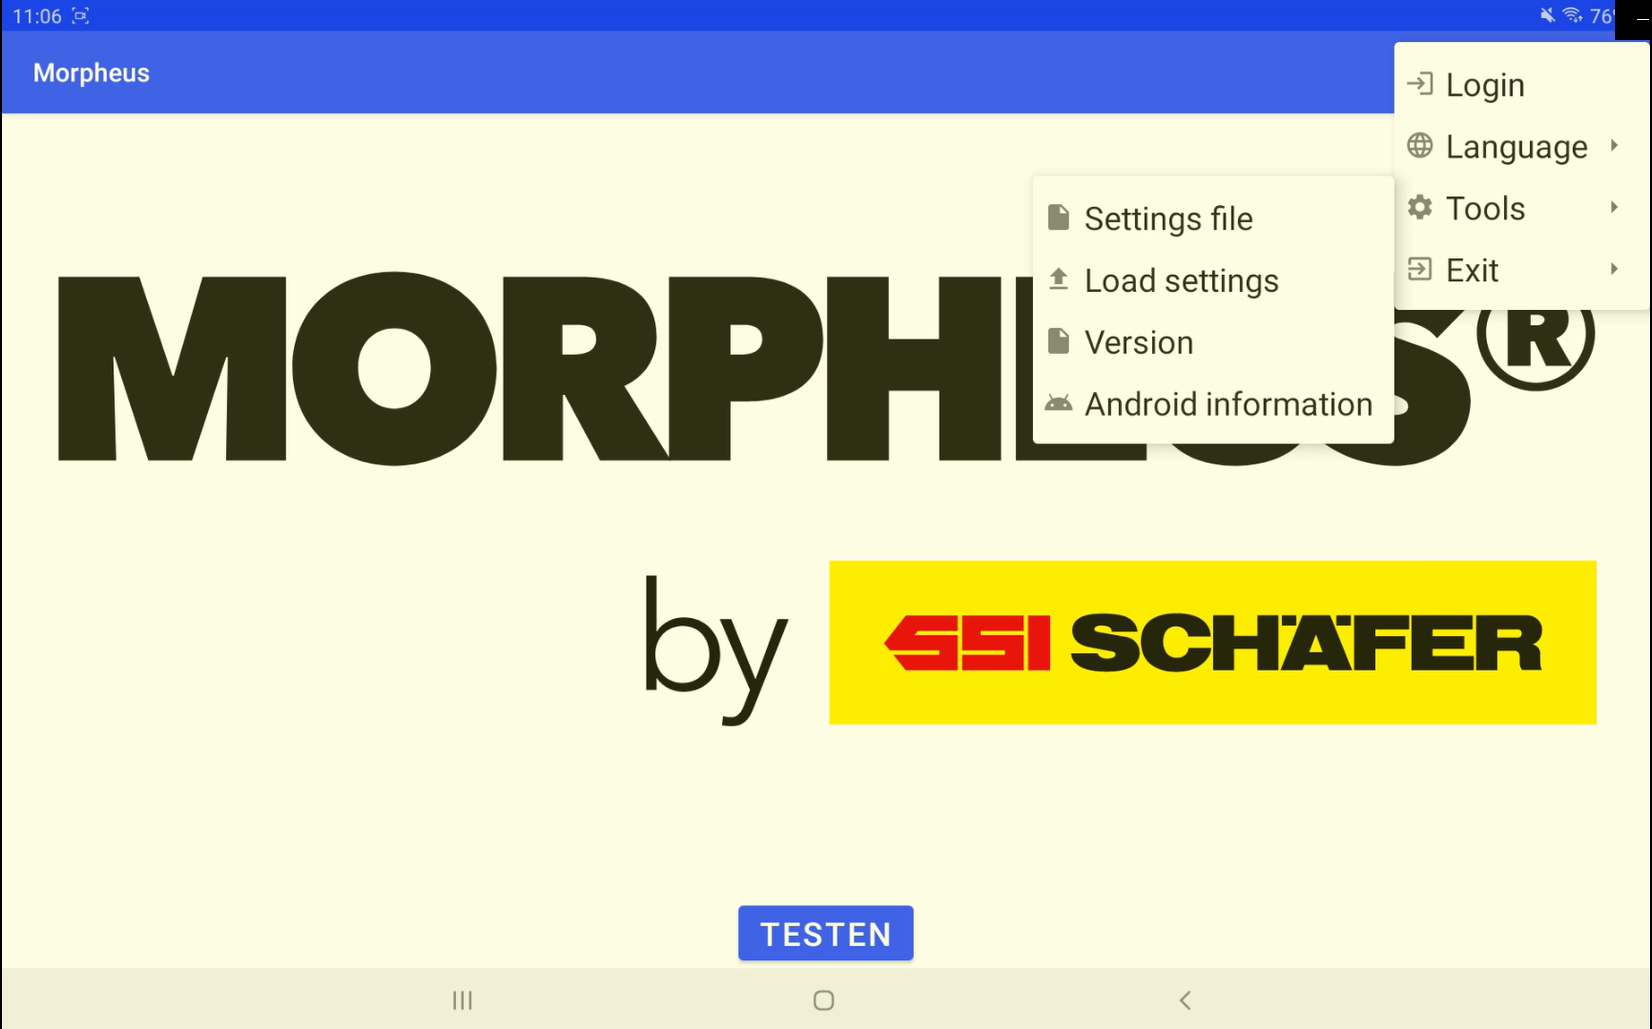 11:06
76
Morpheus
Login
Language
Tools
Exit
Settings file
Load settings
Version
Android information
MORPHEUS®
by SSI SCHÄFER
TESTEN